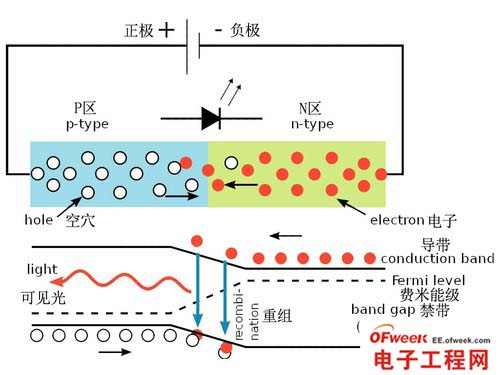 正极 + - 负极
P区
p-type
N区
n-type
hole 空穴
electron 电子
导带
conduction band
light
可见光
Fermi level
费米能级
band gap 禁带
(
recombi-
nation
重组
OFweek EE.ofweek.com
电子工程网